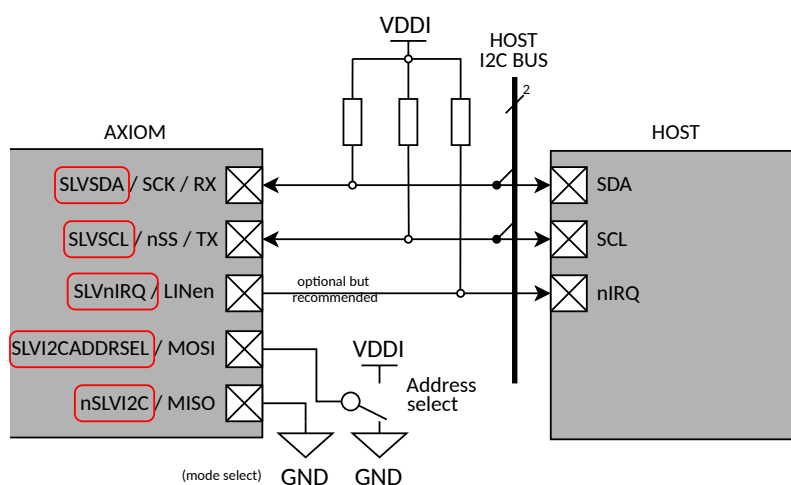 VDDI
HOST
I2C BUS
2
AXIOM
HOST
SLVSDA / SCK / RX
SDA
SLVSCL / nSS / TX
SCL
SLVnIRQ / LINen
optional but
recommended
nIRQ
SLVI2CADDRSEL / MOSI
VDDI
Address
select
nSLVI2C / MISO
(mode select)
GND
GND